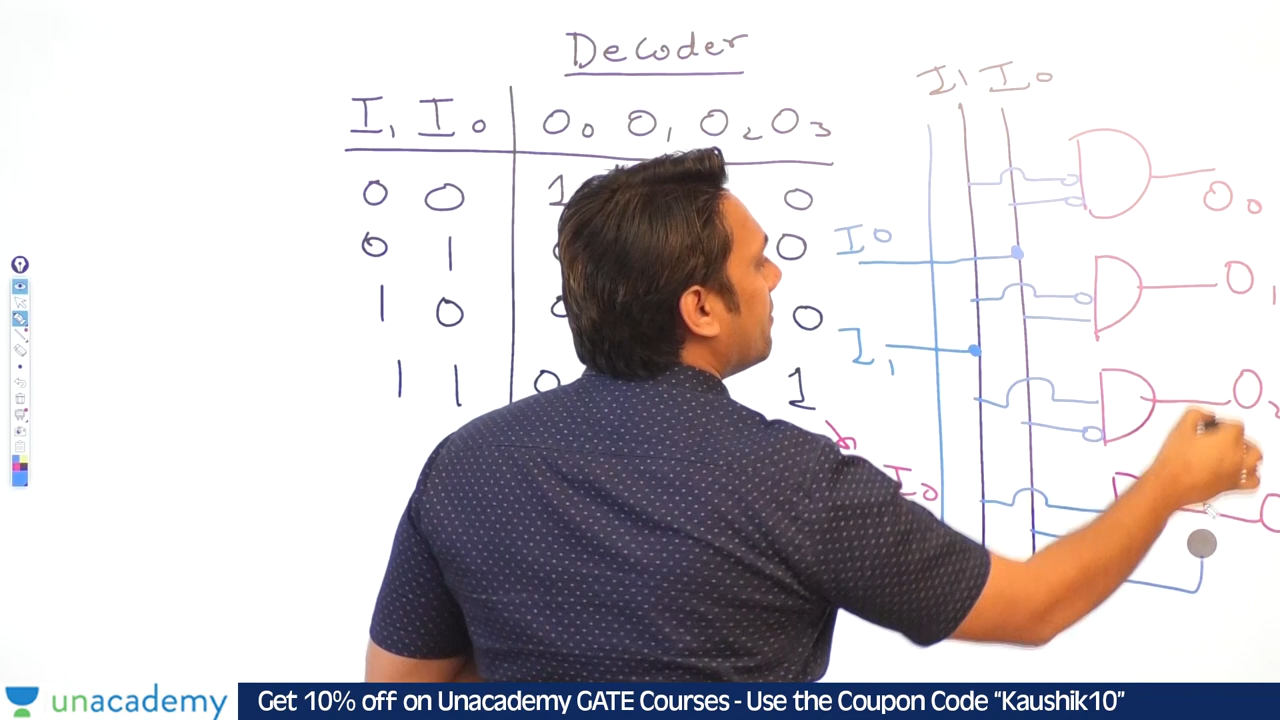 Decoder
I₁ I₀ O₀ O₁ O₂ O₃
0 0 1 0
0 1 0
1 0 0 0
1 1 0 1
I₁ I₀
O₀
I₀
O₁
I₁
O₂
I₀
unacademy
Get 10% off on Unacademy GATE Courses - Use the Coupon Code “Kaushik10”